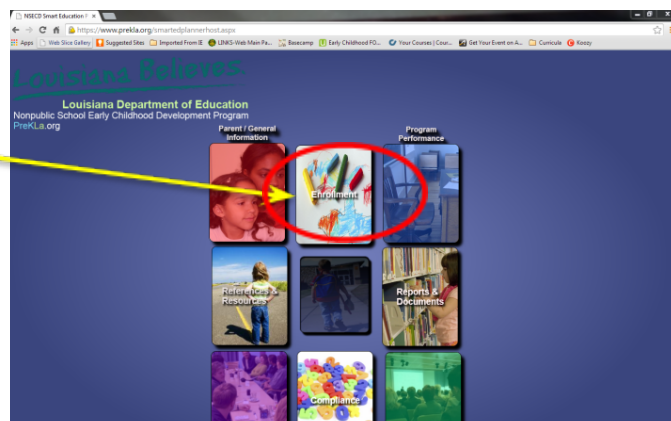 NSECD Smart Education P
https://www.prekla.org/smartedplannerhost.aspx
Apps Web Slice Gallery Suggested Sites Imported From IE LINKS-Web Main Pa... Basecamp Early Childhood FO... Your Courses | Cour... Get Your Event on A... Curricula Kenzy
Louisiana Believes
Louisiana Department of Education
Nonpublic School Early Childhood Development Program
PreKLa.org
Parent / General
Information
Program
Performance
Enrollment
References &
Resources
Reports &
Documents
Compliance